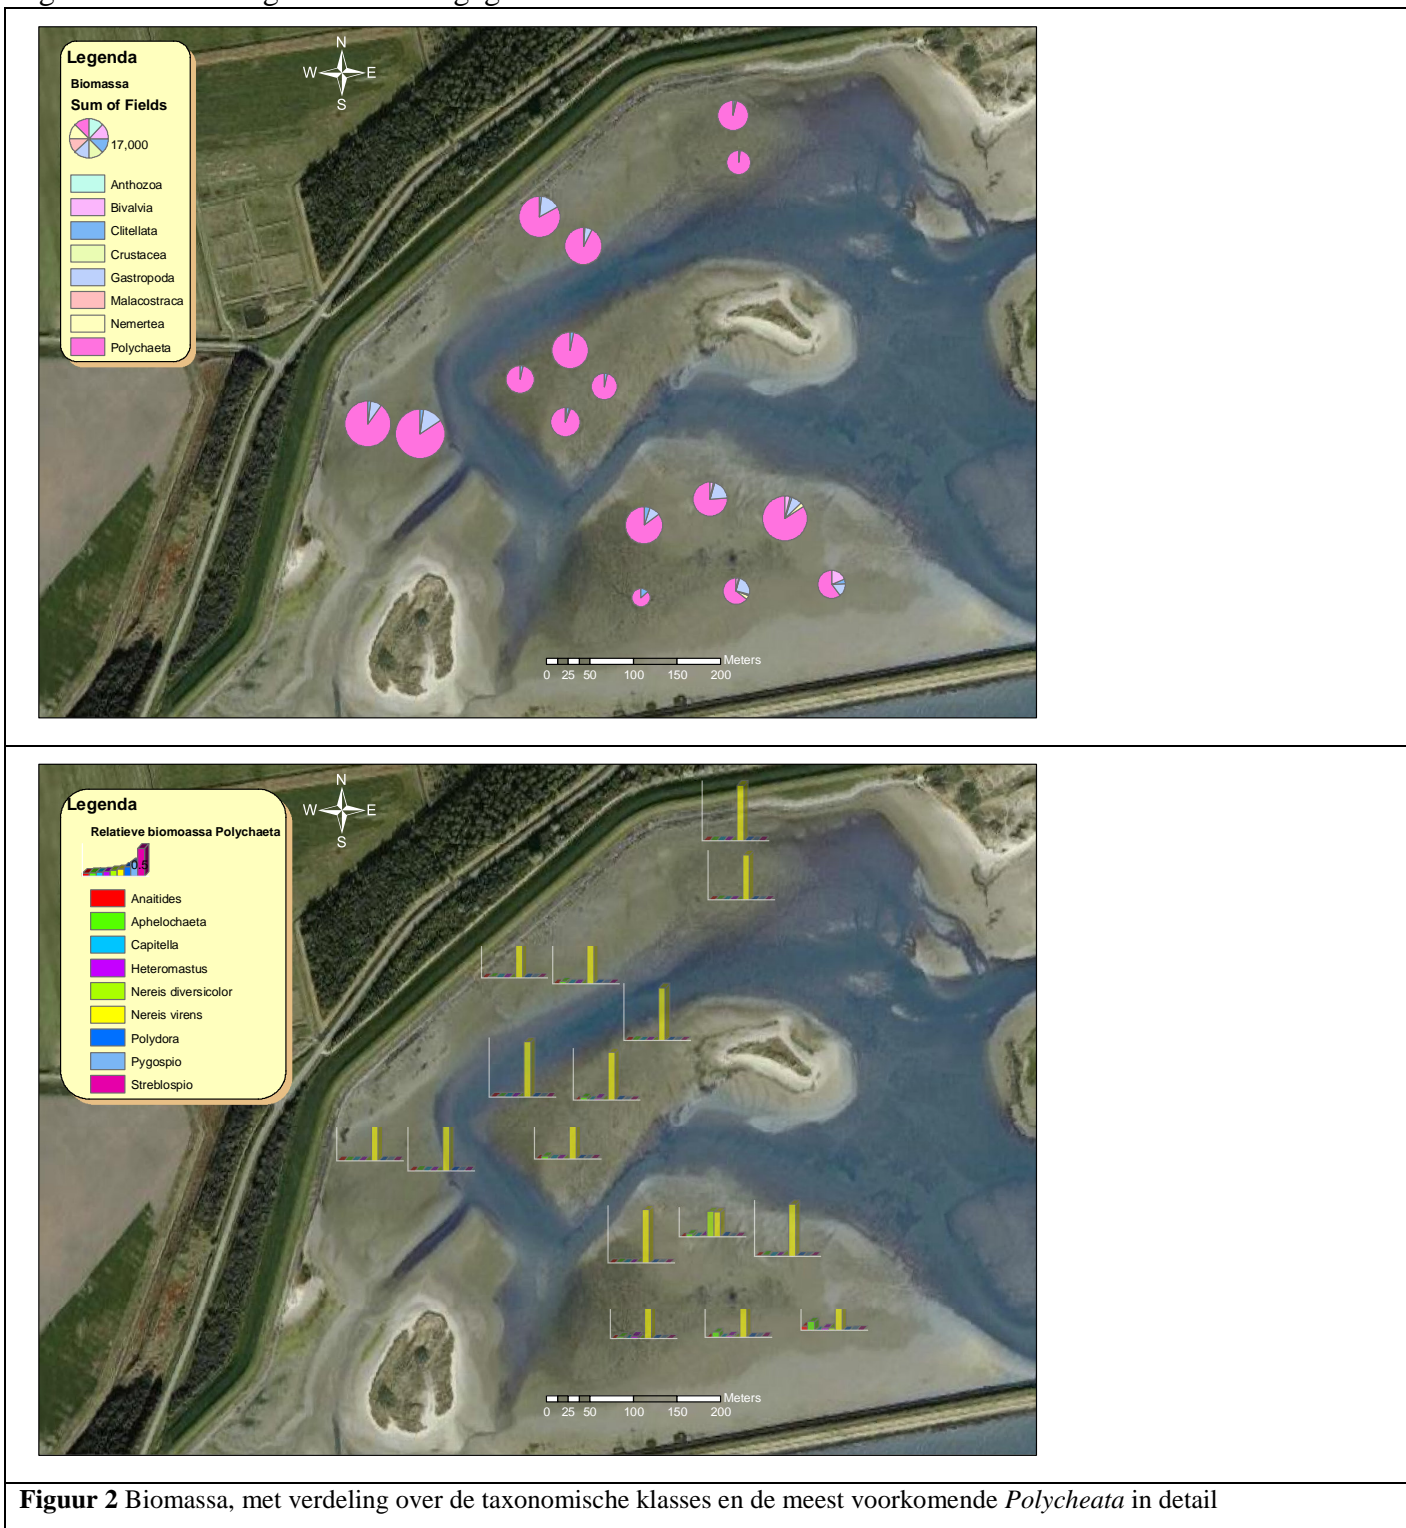 Legenda
Biomassa
Sum of Fields
17,000
Anthozoa
Bivalvia
Clitellata
Crustacea
Gastropoda
Malacostraca
Nemertea
Polychaeta
N
W E
S
Meters
0 25 50 100 150 200
Legenda
Relatieve biomoassa Polychaeta
Anaitides
Aphelochaeta
Capitella
Heteromastus
Nereis diversicolor
Nereis virens
Polydora
Pygospio
Streblospio
N
W E
S
Meters
0 25 50 100 150 200
Figuur 2 Biomassa, met verdeling over de taxonomische klasses en de meest voorkomende Polycheata in detail